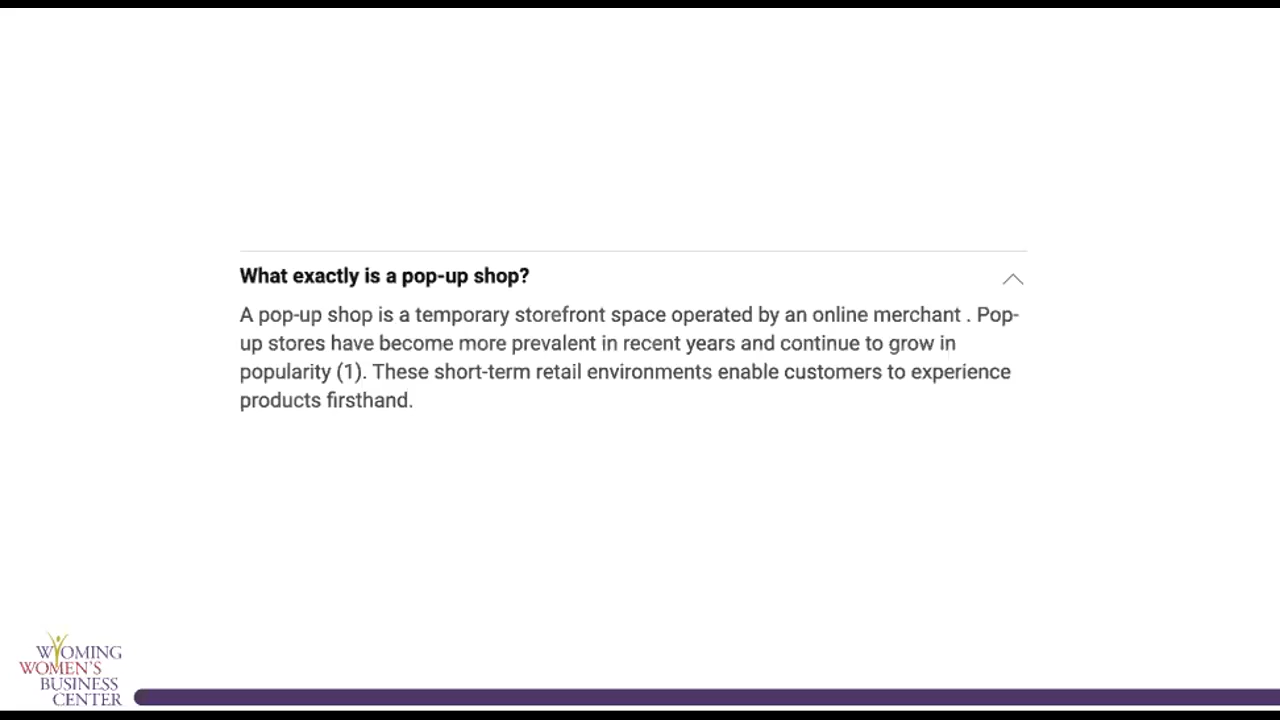 What exactly is a pop-up shop?
A pop-up shop is a temporary storefront space operated by an online merchant . Pop-
up stores have become more prevalent in recent years and continue to grow in
popularity (1). These short-term retail environments enable customers to experience
products firsthand.
WYOMING
WOMEN'S
BUSINESS
CENTER